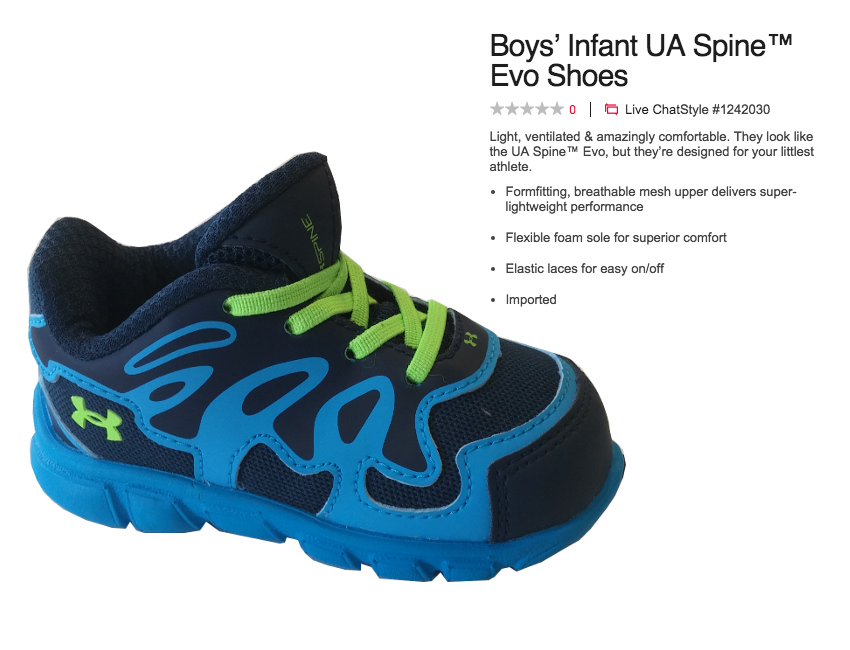 Boys’ Infant UA Spine™
Evo Shoes
0 | Live ChatStyle #1242030
Light, ventilated & amazingly comfortable. They look like
the UA Spine™ Evo, but they’re designed for your littlest
athlete.
• Formfitting, breathable mesh upper delivers super-
lightweight performance
• Flexible foam sole for superior comfort
• Elastic laces for easy on/off
• Imported
SPINE